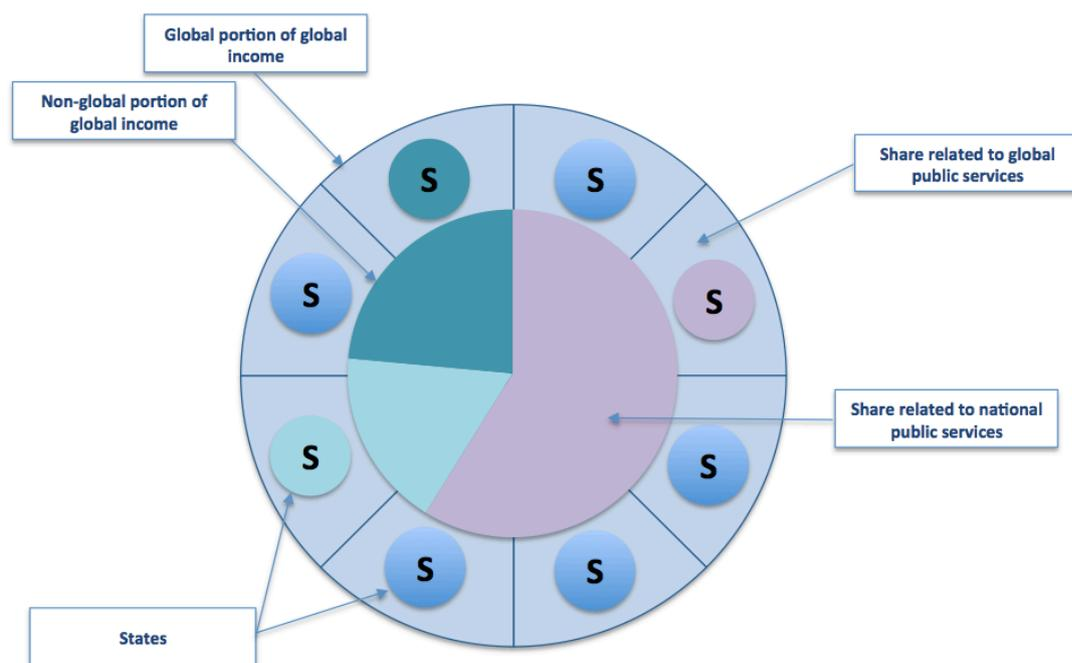 Global portion of global
income
Non-global portion of
global income
Share related to global
public services
S
S
S
S
S
Share related to national
public services
S
S
S
States